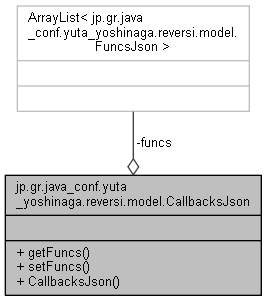 ArrayList< jp.gr.java
_conf.yuta_yoshinaga.reversi.model.
FuncsJson >
-funcs
jp.gr.java_conf.yuta
_yoshinaga.reversi.model.CallbacksJson
+ getFuncs()
+ setFuncs()
+ CallbacksJson()